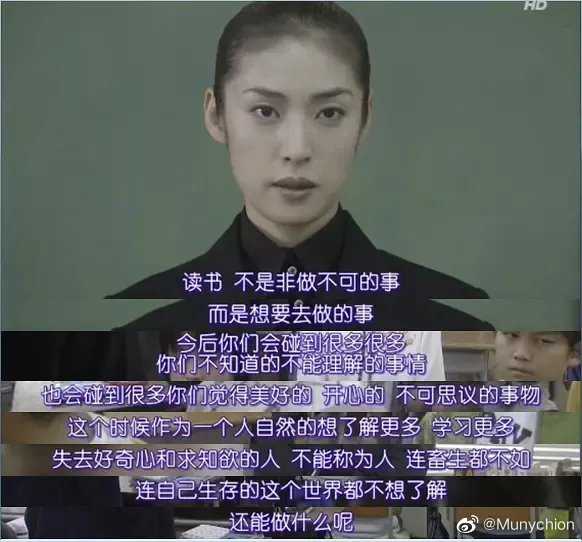 HD
读书 不是非做不可的事
而是想要去做的事
今后你们会碰到很多很多
你们不知道的不能理解的事情
也会碰到很多你们觉得美好的 开心的 不可思议的事物
这个时候作为一个人自然的想了解更多 学习更多
失去好奇心和求知欲的人 不能称为人 连畜生都不如
连自己生存的这个世界都不想了解
还能做什么呢
@Munychion